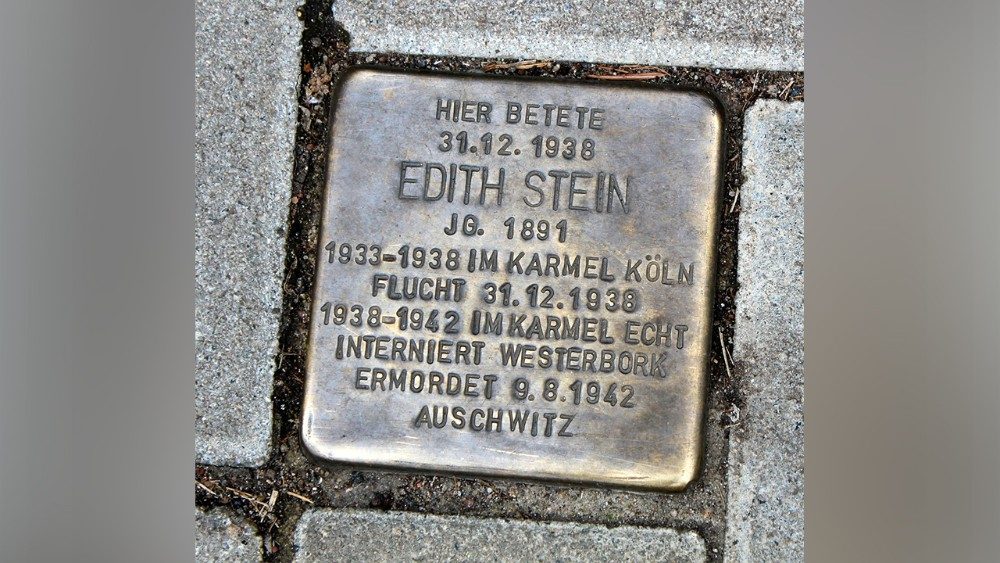 HIER BETETE
31.12. 1938
EDITH STEIN
JG. 1891
1933-1938 IM KARMEL KÖLN
FLUCHT 31.12.1938
1938-1942 IM KARMEL ECHT
INTERNIERT WESTERBORK
ERMORDET 9.8.1942
AUSCHWITZ